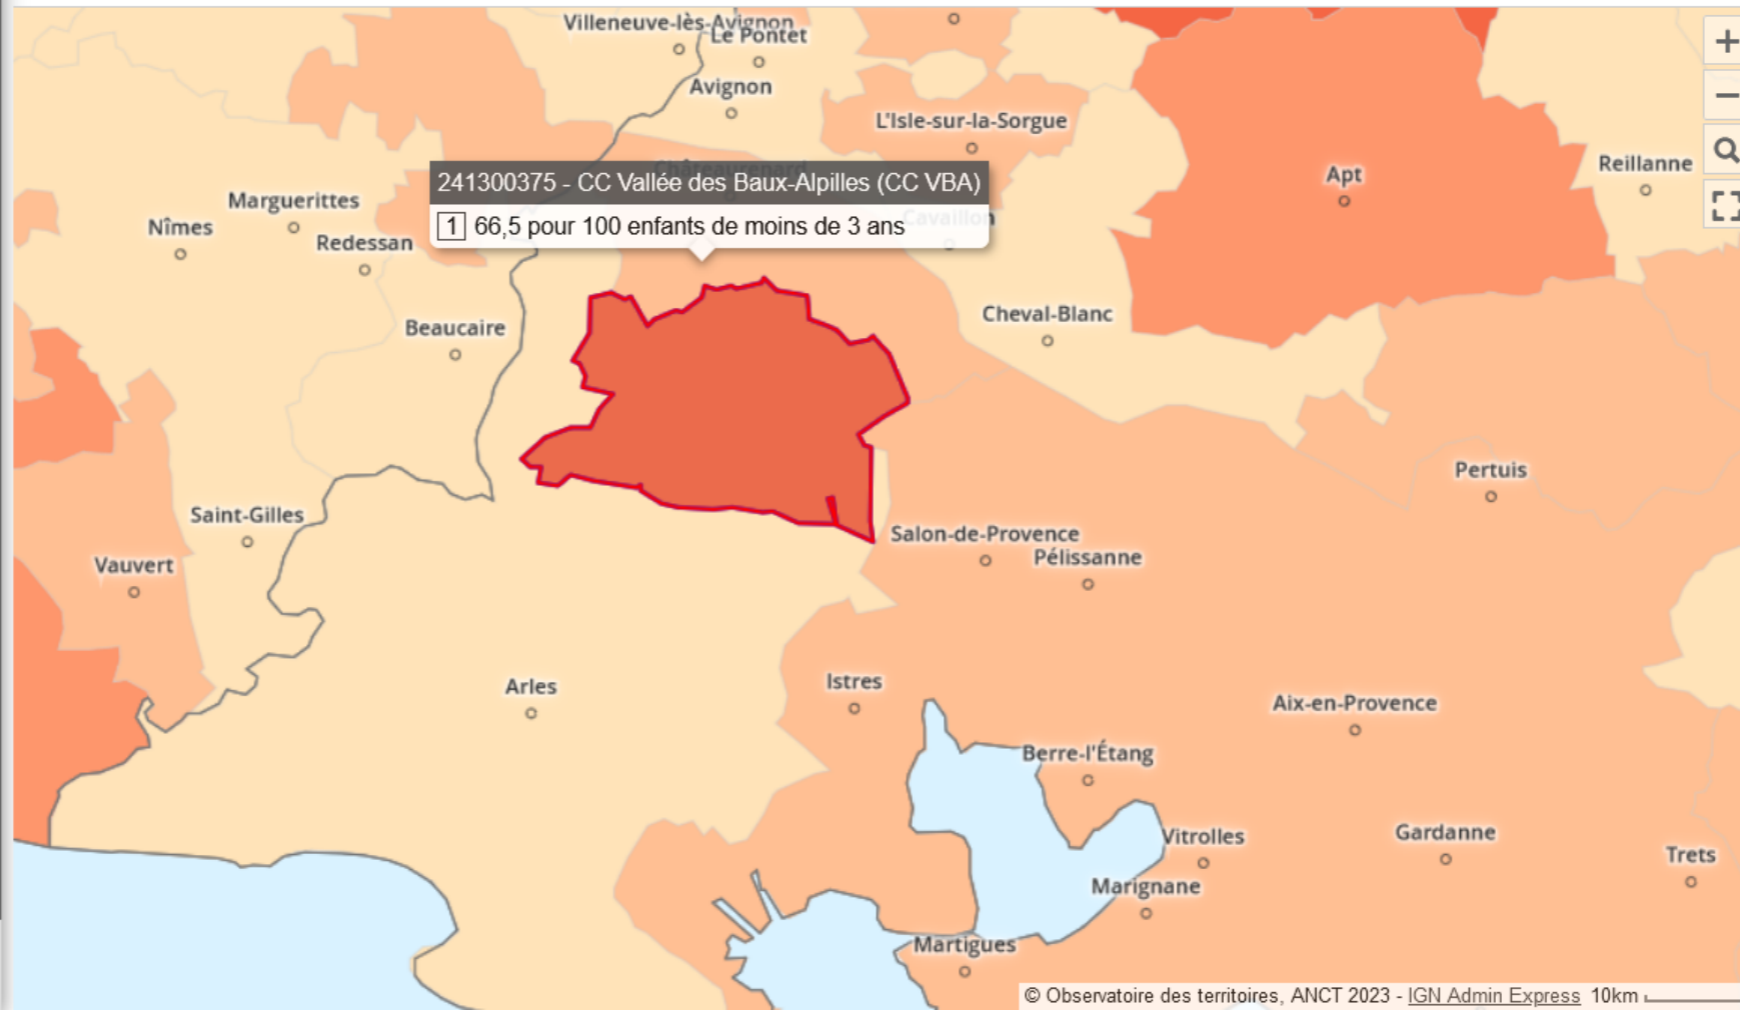 Villeneuve-lès-Avignon
Le Pontet
Avignon
L'Isle-sur-la-Sorgue
Châteaurenard
241300375 - CC Vallée des Baux-Alpilles (CC VBA)
1 66,5 pour 100 enfants de moins de 3 ans
Cavaillon
Apt
Reillanne
Marguerittes
Nîmes
Redessan
Beaucaire
Cheval-Blanc
Pertuis
Saint-Gilles
Salon-de-Provence
Pélissanne
Vauvert
Arles
Istres
Aix-en-Provence
Berre-l'Étang
Vitrolles
Gardanne
Trets
Marignane
Martigues
© Observatoire des territoires, ANCT 2023 - IGN Admin Express 10km